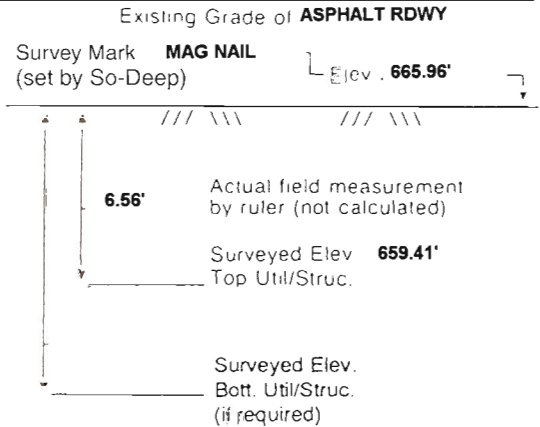 Existing Grade of ASPHALT RDWY
Survey Mark MAG NAIL
(set by So-Deep)
Elev. 665.96'
/// \\\ /// \\\
6.56'
Actual field measurement
by ruler (not calculated)
Surveyed Elev 659.41'
Top Util/Struc.
Surveyed Elev.
Bott. Util/Struc.
(if required)